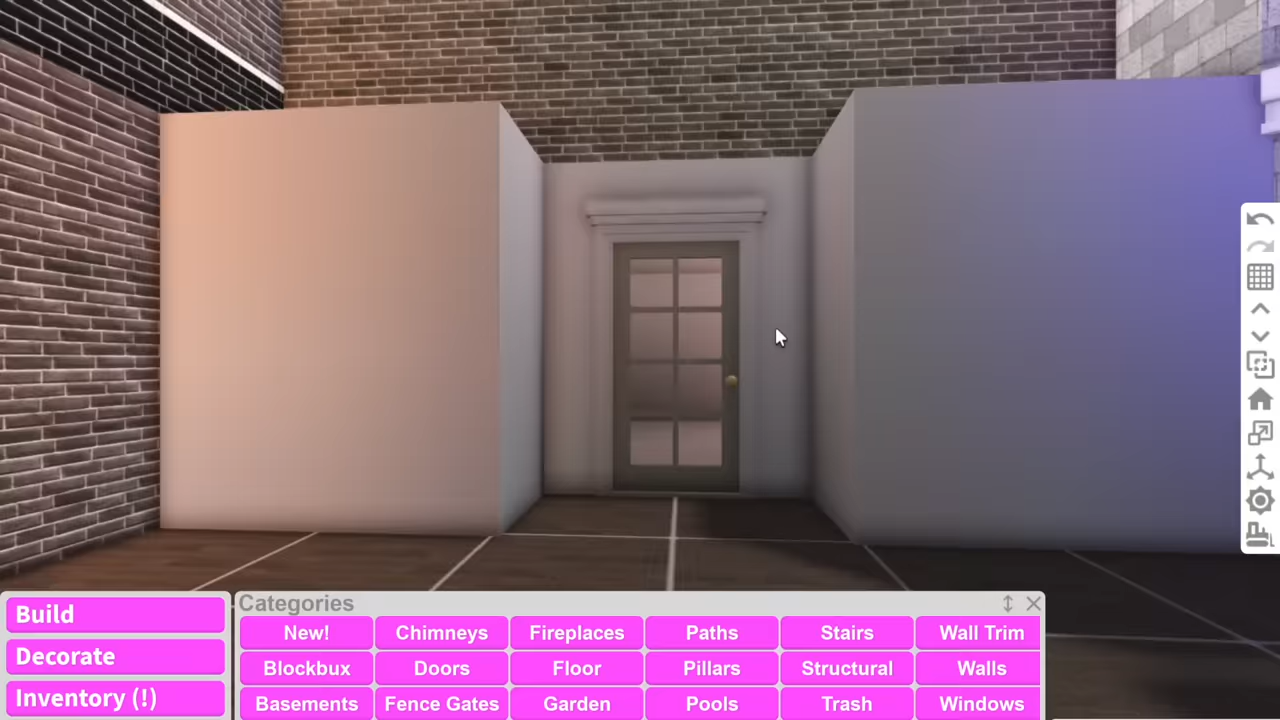 Build
Decorate
Inventory (!)
Categories
New! Chimneys Fireplaces Paths Stairs Wall Trim
Blockbux Doors Floor Pillars Structural Walls
Basements Fence Gates Garden Pools Trash Windows